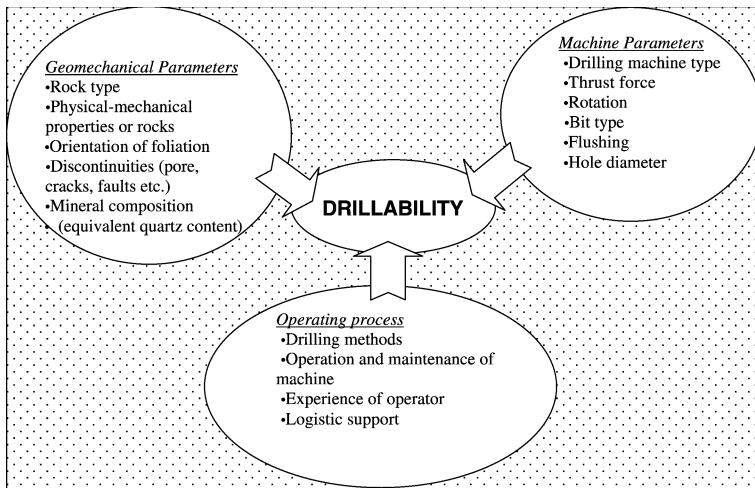 Geomechanical Parameters
•Rock type
•Physical-mechanical
properties or rocks
•Orientation of foliation
•Discontinuities (pore,
cracks, faults etc.)
•Mineral composition
• (equivalent quartz content)
Machine Parameters
•Drilling machine type
•Thrust force
•Rotation
•Bit type
•Flushing
•Hole diameter
DRILLABILITY
Operating process
•Drilling methods
•Operation and maintenance of
machine
•Experience of operator
•Logistic support